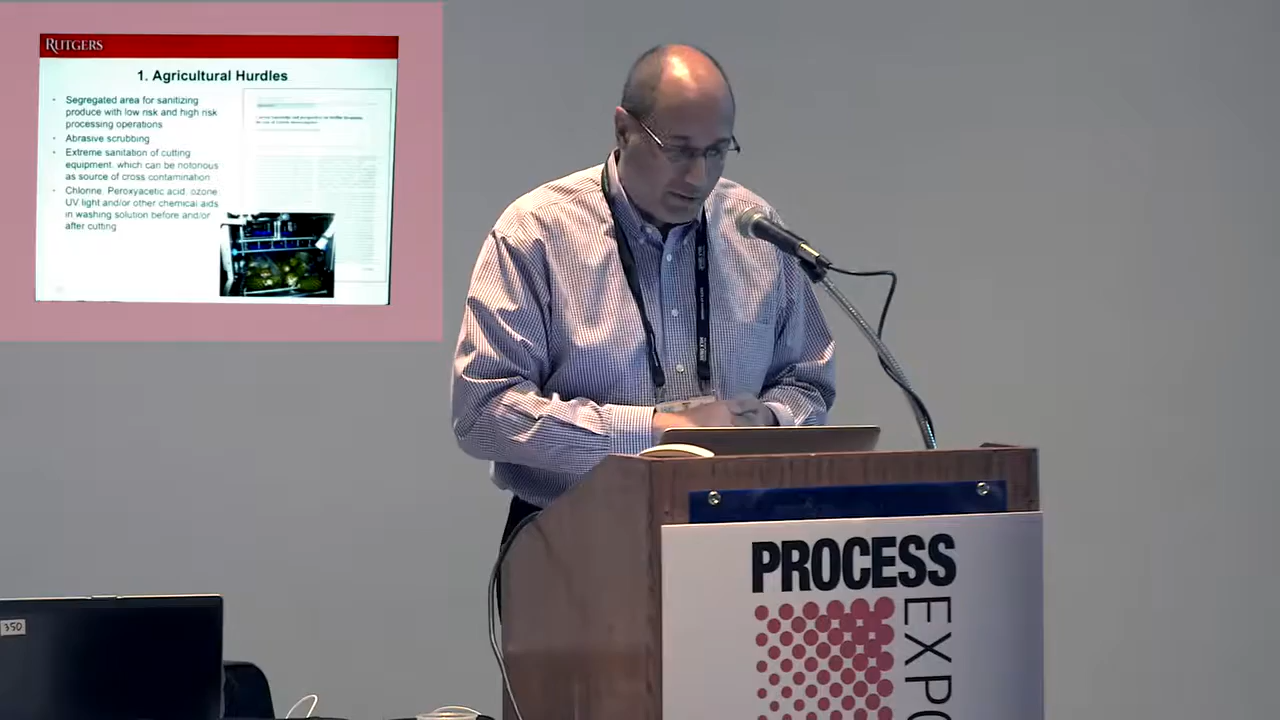 RUTGERS
1. Agricultural Hurdles
Segregated area for sanitizing
produce with low risk and high risk
processing operations
Abrasive scrubbing
Extreme sanitation of cutting
equipment, which can be notorious
as source of cross contamination
Chlorine, Peroxyacetic acid, ozone,
UV light and/or other chemical aids
in washing solution before and/or
after cutting
PROCESS
EXPO
350